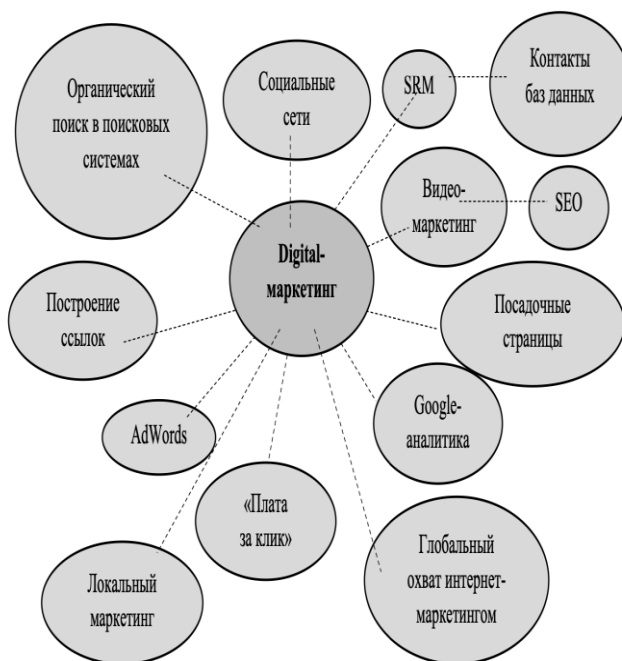 Органический
поиск в поисковых
системах
Социальные
сети
SRM
Контакты
баз данных
Видео-
маркетинг
SEO
Digital-
маркетинг
Построение
ссылок
Посадочные
страницы
AdWords
Google-
аналитика
«Плата
за клик»
Локальный
маркетинг
Глобальный
охват интернет-
маркетингом